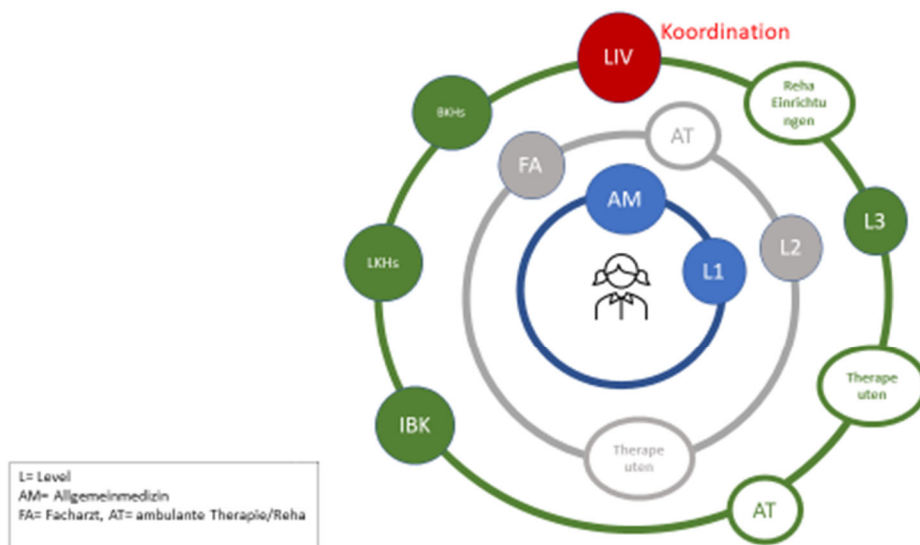 Koordination
LIV
Reha
Einrichtu
ngen
BKHs
AT
FA
AM
L3
L2
LKHs
L1
Therape
uten
IBK
Therape
uten
AT
L= Level
AM= Allgemeinmedizin
FA= Facharzt, AT= ambulante Therapie/Reha